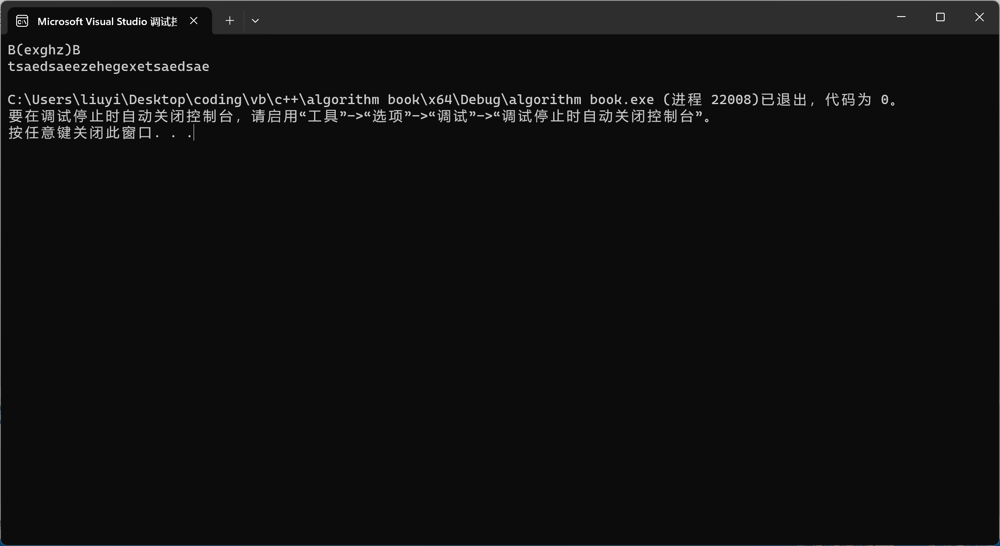 Microsoft Visual Studio 调试控
B(exghz)B
tsaedsaeezehegexetsaedsae
C:\Users\liuyi\Desktop\coding\vb\c++\algorithm book\x64\Debug\algorithm book.exe (进程 22008)已退出，代码为 0。
要在调试停止时自动关闭控制台，请启用“工具”->“选项”->“调试”->“调试停止时自动关闭控制台”。
按任意键关闭此窗口. . .